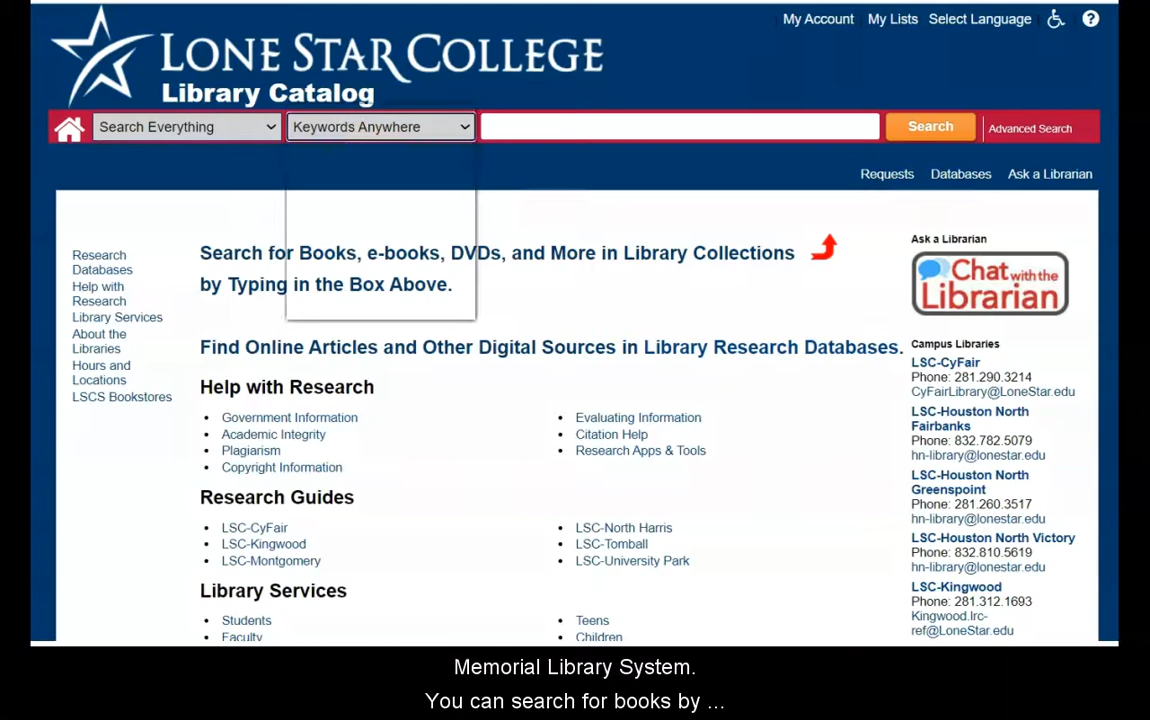 My Account My Lists Select Language ?
LONE STAR COLLEGE
Library Catalog
Search Everything Keywords Anywhere Search Advanced Search
Requests Databases Ask a Librarian
Research
Databases
Help with
Research
Library Services
About the
Libraries
Hours and
Locations
LSCS Bookstores
Search for Books, e-books, DVDs, and More in Library Collections
by Typing in the Box Above.
Find Online Articles and Other Digital Sources in Library Research Databases.
Help with Research
Government Information
Academic Integrity
Plagiarism
Copyright Information
Evaluating Information
Citation Help
Research Apps & Tools
Research Guides
LSC-CyFair
LSC-Kingwood
LSC-Montgomery
LSC-North Harris
LSC-Tomball
LSC-University Park
Library Services
Students
Faculty
Teens
Children
Ask a Librarian
Chat with the
Librarian
Campus Libraries
LSC-CyFair
Phone: 281.290.3214
CyFairLibrary@LoneStar.edu
LSC-Houston North
Fairbanks
Phone: 832.782.5079
hn-library@lonestar.edu
LSC-Houston North
Greenspoint
Phone: 281.260.3517
hn-library@lonestar.edu
LSC-Houston North Victory
Phone: 832.810.5619
hn-library@lonestar.edu
LSC-Kingwood
Phone: 281.312.1693
Kingwood.lrc-
ref@LoneStar.edu
Memorial Library System.
You can search for books by ...